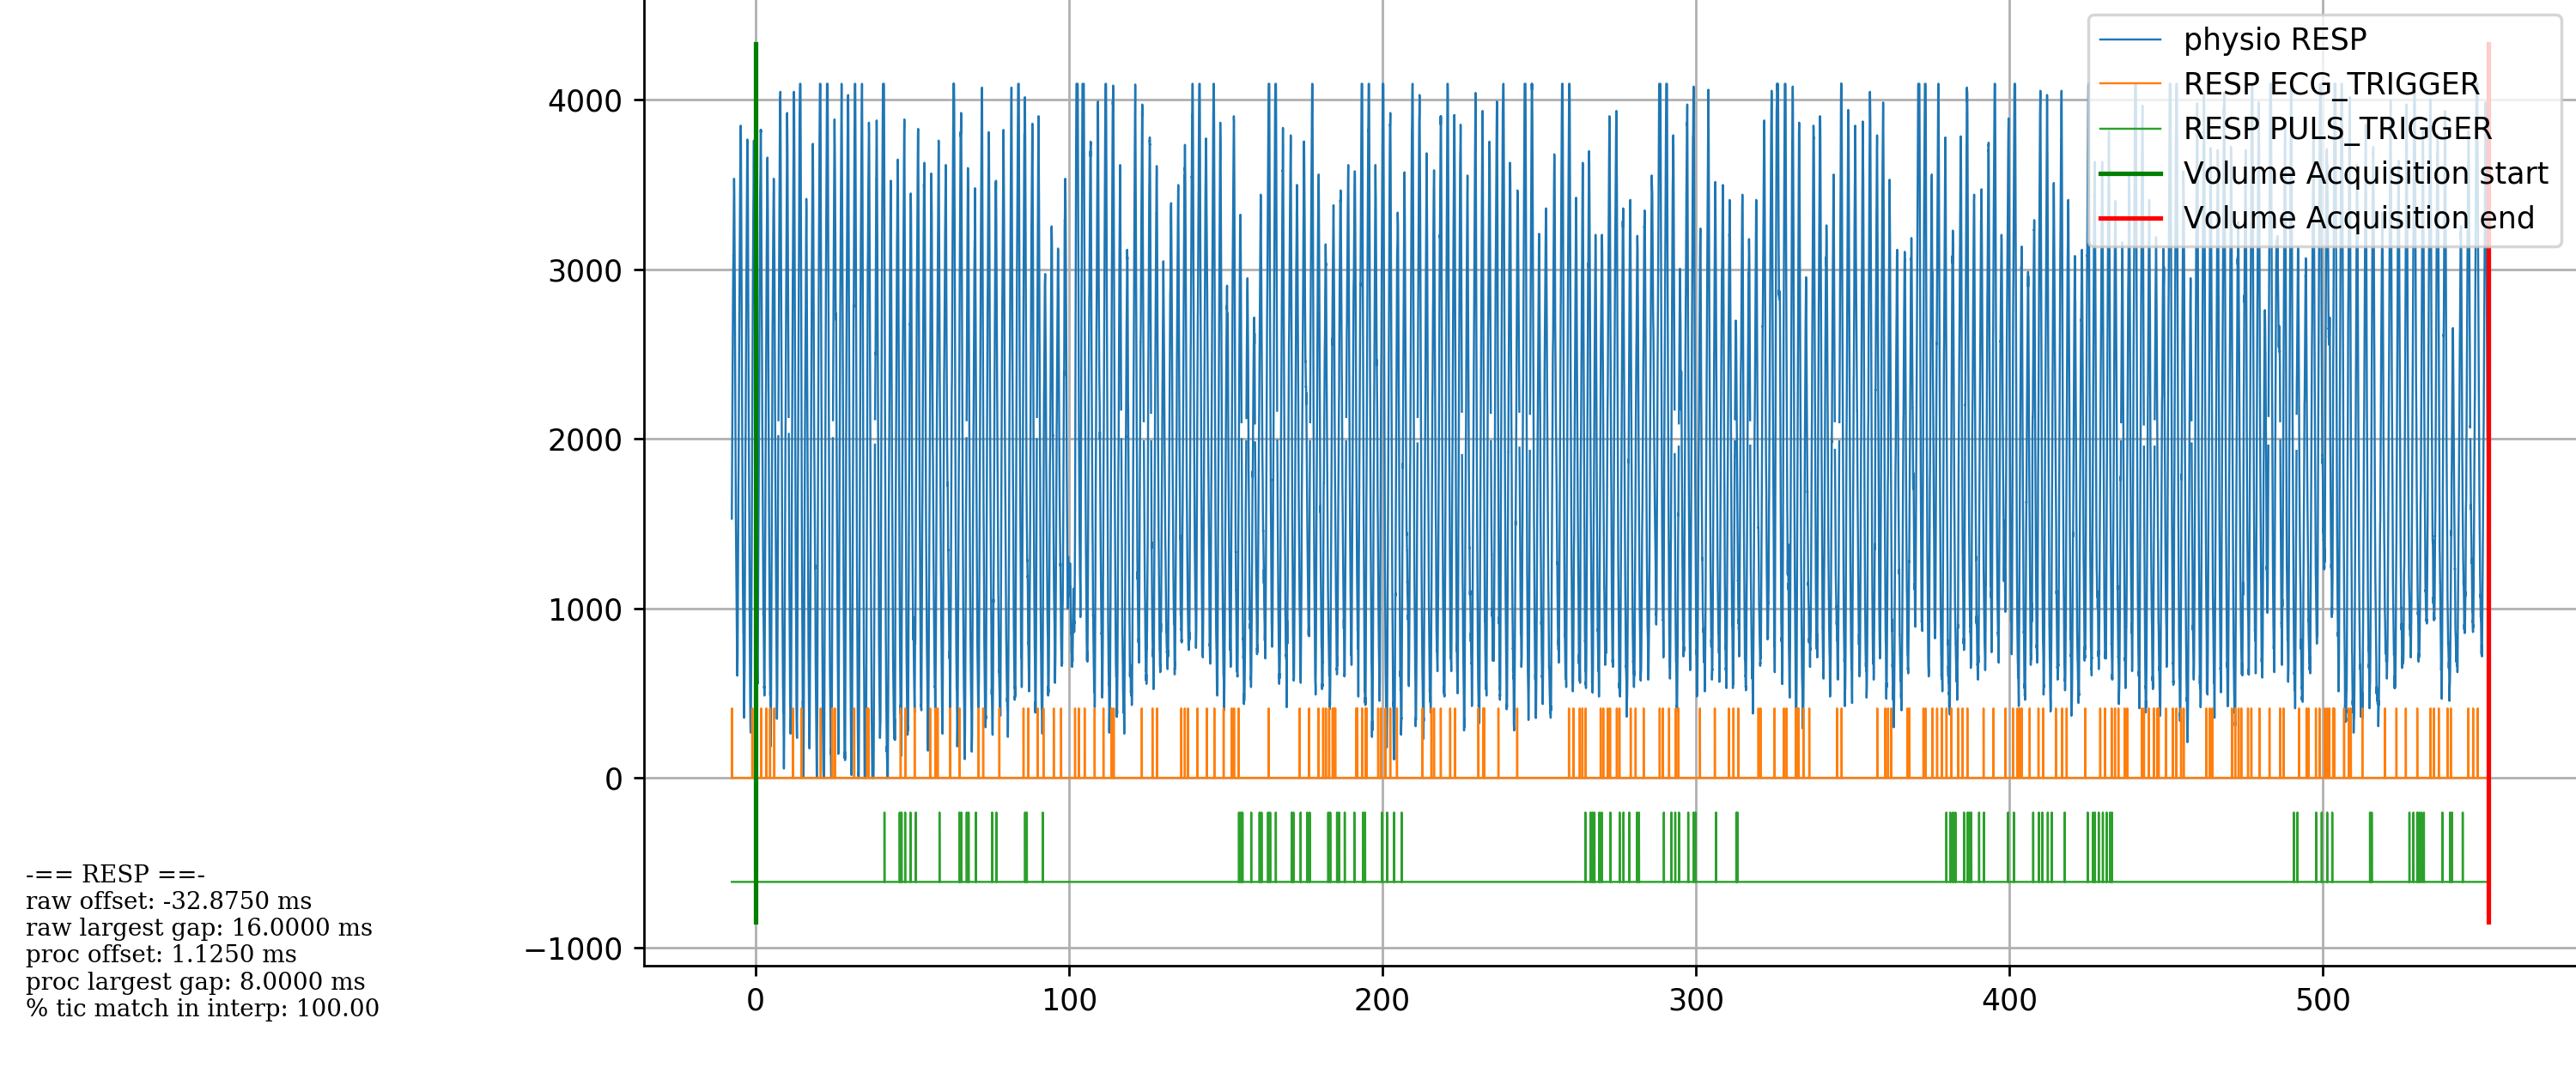 physio RESP
RESP ECG_TRIGGER
RESP PULS_TRIGGER
Volume Acquisition start
Volume Acquisition end
4000
3000
2000
1000
0
−1000
0 100 200 300 400 500
-== RESP ==-
raw offset: -32.8750 ms
raw largest gap: 16.0000 ms
proc offset: 1.1250 ms
proc largest gap: 8.0000 ms
% tic match in interp: 100.00